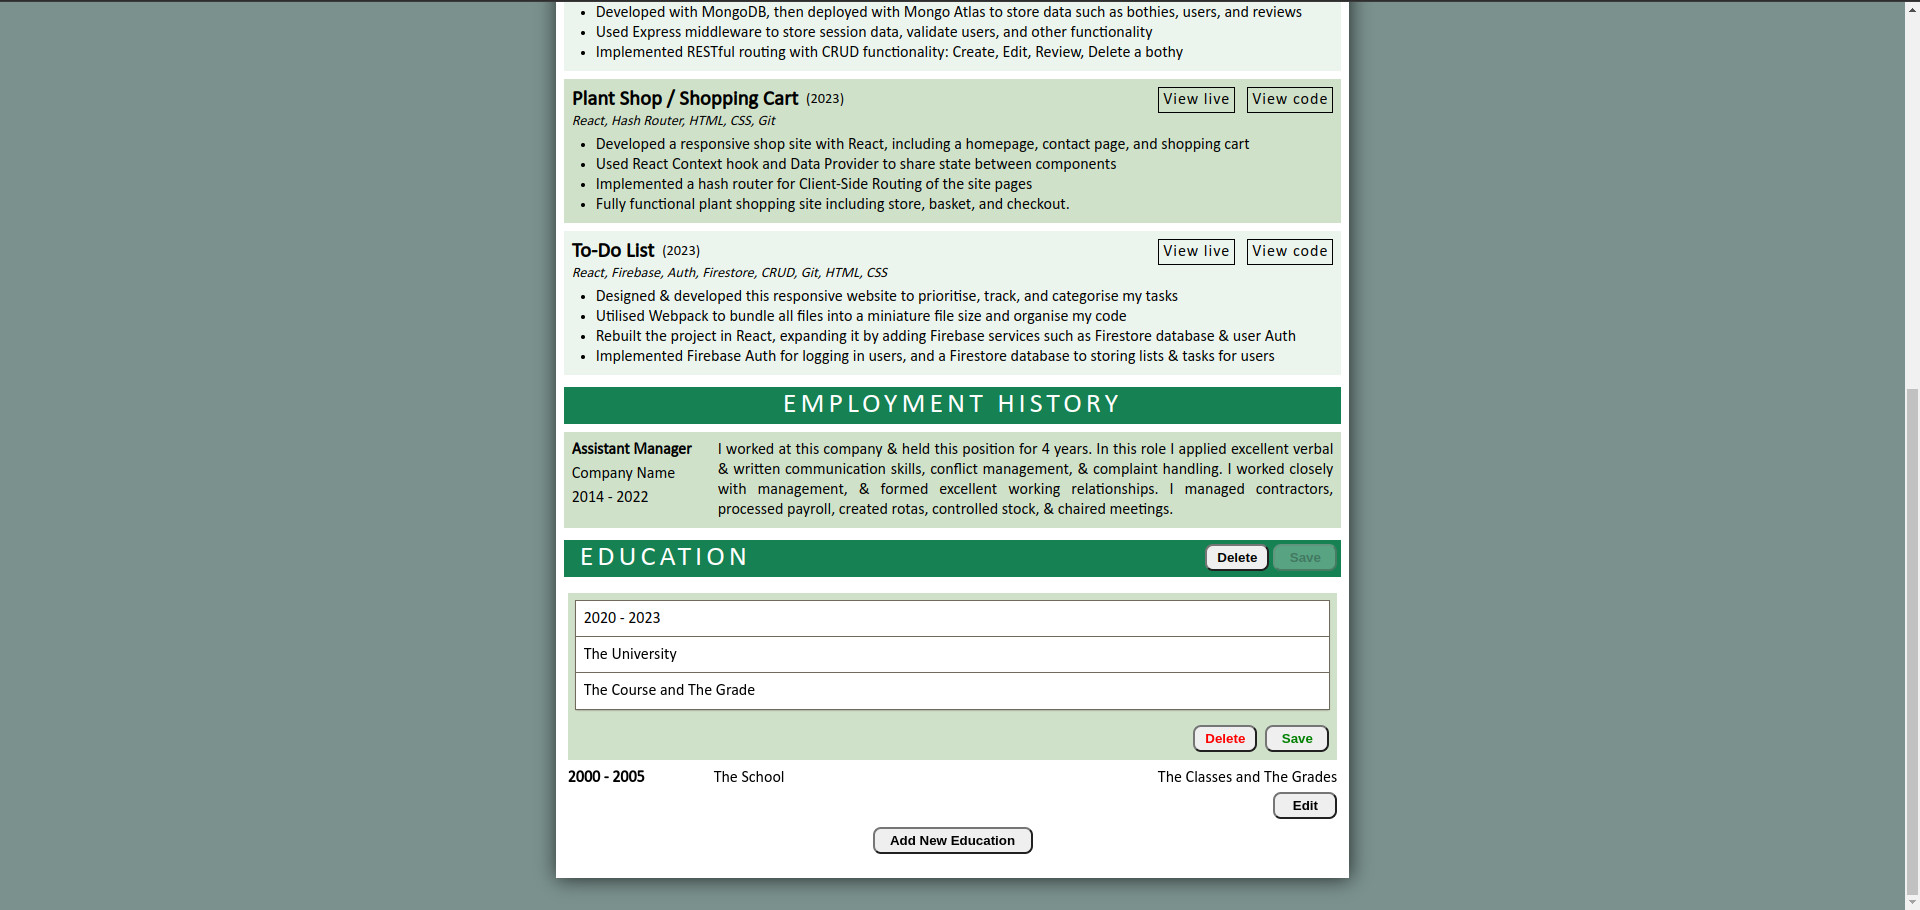 Developed with MongoDB, then deployed with Mongo Atlas to store data such as bothies, users, and reviews
Used Express middleware to store session data, validate users, and other functionality
Implemented RESTful routing with CRUD functionality: Create, Edit, Review, Delete a bothy
Plant Shop / Shopping Cart (2023) View live View code
React, Hash Router, HTML, CSS, Git
Developed a responsive shop site with React, including a homepage, contact page, and shopping cart
Used React Context hook and Data Provider to share state between components
Implemented a hash router for Client-Side Routing of the site pages
Fully functional plant shopping site including store, basket, and checkout.
To-Do List (2023) View live View code
React, Firebase, Auth, Firestore, CRUD, Git, HTML, CSS
Designed & developed this responsive website to prioritise, track, and categorise my tasks
Utilised Webpack to bundle all files into a miniature file size and organise my code
Rebuilt the project in React, expanding it by adding Firebase services such as Firestore database & user Auth
Implemented Firebase Auth for logging in users, and a Firestore database to storing lists & tasks for users
EMPLOYMENT HISTORY
Assistant Manager
Company Name
2014 - 2022
I worked at this company & held this position for 4 years. In this role I applied excellent verbal
& written communication skills, conflict management, & complaint handling. I worked closely
with management, & formed excellent working relationships. I managed contractors,
processed payroll, created rotas, controlled stock, & chaired meetings.
EDUCATION Delete Save
2020 - 2023
The University
The Course and The Grade
Delete Save
2000 - 2005 The School The Classes and The Grades
Edit
Add New Education